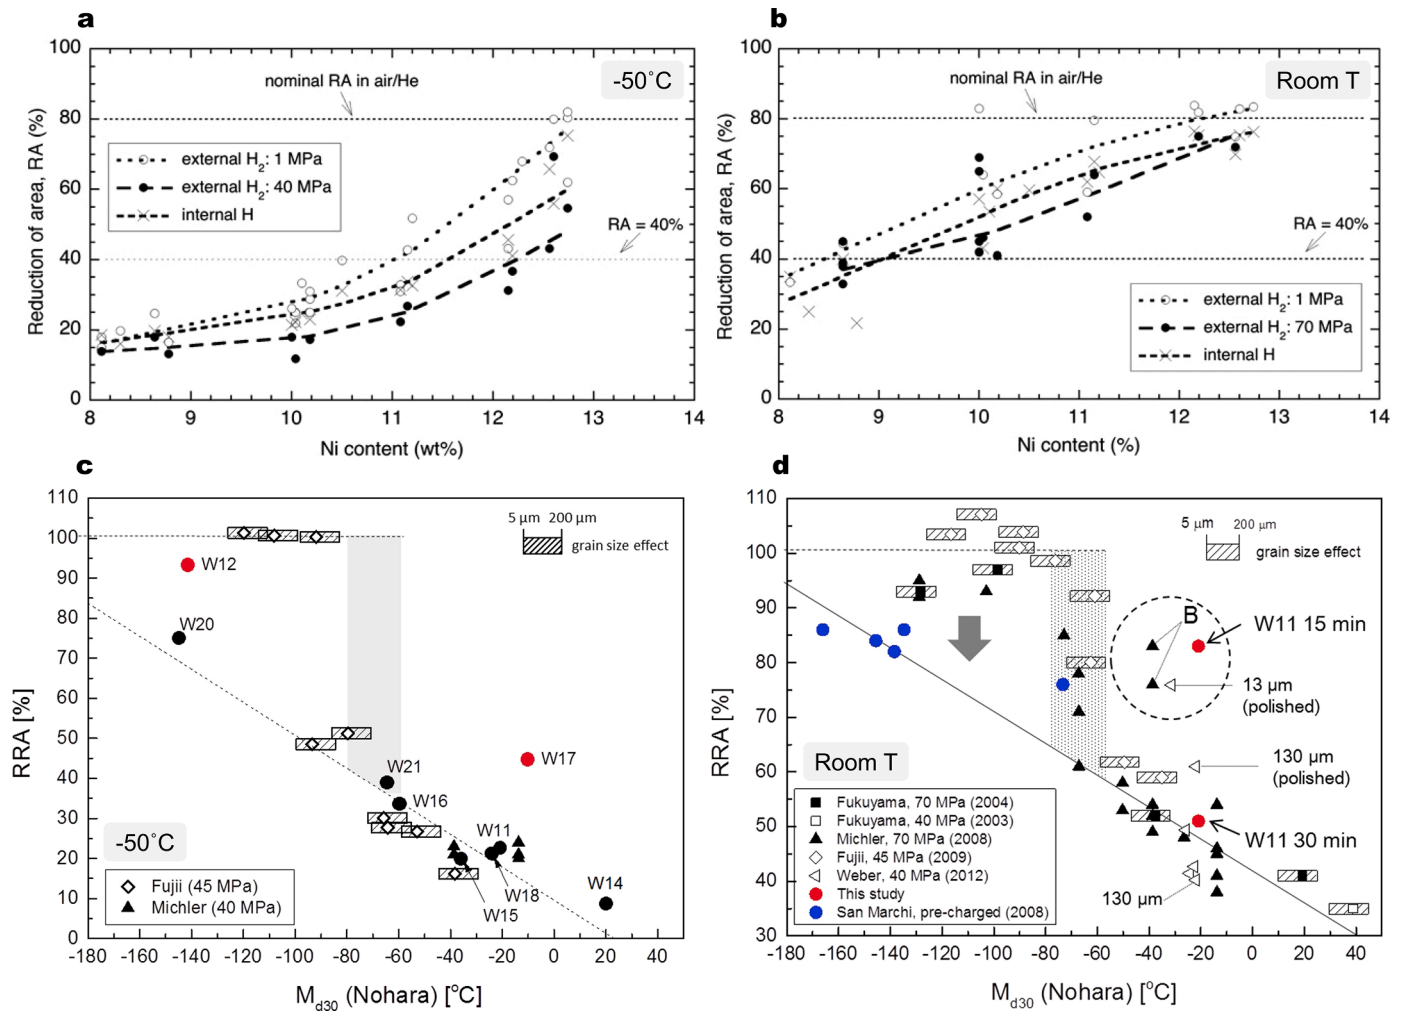 a
100
80
60
40
20
0
8
9
10
11
12
13
14
Reduction of area, RA (%)
Ni content (wt%)
nominal RA in air/He
-50˚C
external H2: 1 MPa
external H2: 40 MPa
internal H
RA = 40%
b
100
80
60
40
20
0
8
9
10
11
12
13
14
Reduction of area, RA (%)
Ni content (%)
nominal RA in air/He
Room T
RA = 40%
external H2: 1 MPa
external H2: 70 MPa
internal H
c
110
100
90
80
70
60
50
40
30
20
10
0
-180
-160
-140
-120
-100
-80
-60
-40
-20
0
20
40
RRA [%]
Md30 (Nohara) [°C]
5 µm 200 µm
grain size effect
W12
W20
W17
W21
W16
W11
W18
W15
W14
-50˚C
Fujii (45 MPa)
Michler (40 MPa)
d
110
100
90
80
70
60
50
40
30
-180
-160
-140
-120
-100
-80
-60
-40
-20
0
20
40
RRA [%]
Md30 (Nohara) [°C]
5 µm 200 µm
grain size effect
B
W11 15 min
13 µm
(polished)
130 µm
(polished)
W11 30 min
130 µm
Room T
Fukuyama, 70 MPa (2004)
Fukuyama, 40 MPa (2003)
Michler, 70 MPa (2008)
Fujii, 45 MPa (2009)
Weber, 40 MPa (2012)
This study
San Marchi, pre-charged (2008)